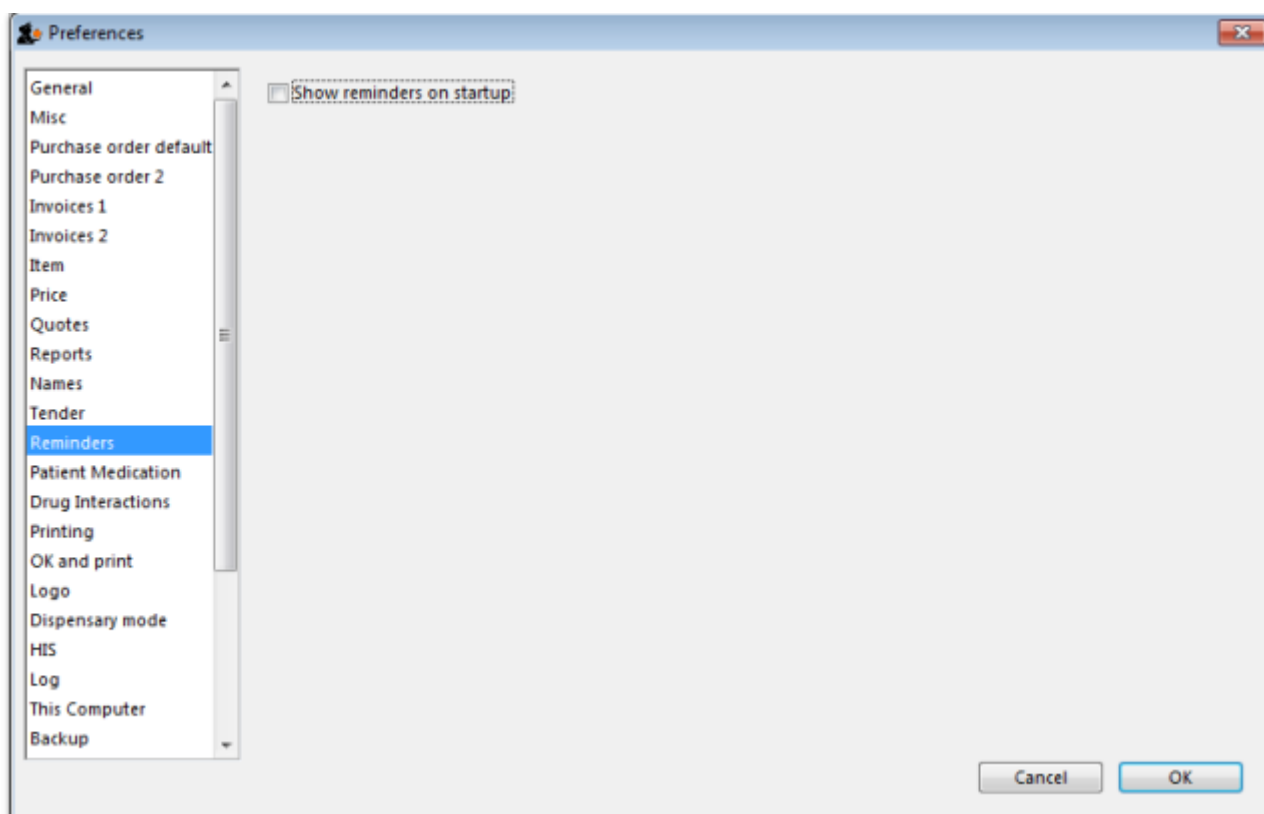 Preferences
General
Misc
Purchase order default
Purchase order 2
Invoices 1
Invoices 2
Item
Price
Quotes
Reports
Names
Tender
Reminders
Patient Medication
Drug Interactions
Printing
OK and print
Logo
Dispensary mode
HIS
Log
This Computer
Backup
Show reminders on startup
Cancel
OK